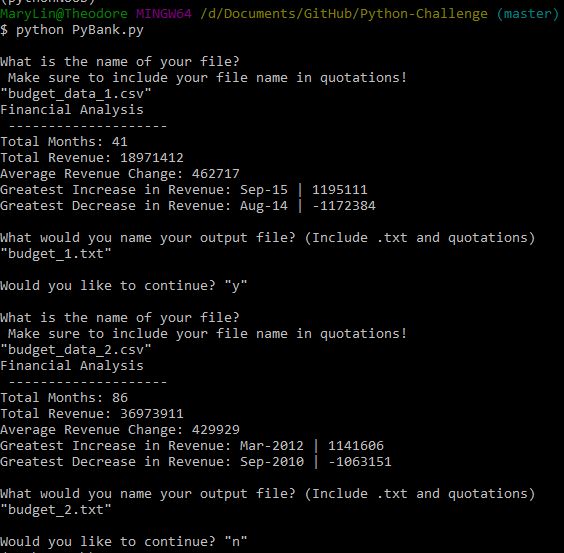 MaryLin@Theodore MINGW64 /d/Documents/GitHub/Python-Challenge (master)
$ python PyBank.py
What is the name of your file?
Make sure to include your file name in quotations!
"budget_data_1.csv"
Financial Analysis
--------------------
Total Months: 41
Total Revenue: 18971412
Average Revenue Change: 462717
Greatest Increase in Revenue: Sep-15 | 1195111
Greatest Decrease in Revenue: Aug-14 | -1172384
What would you name your output file? (Include .txt and quotations)
"budget_1.txt"
Would you like to continue? "y"
What is the name of your file?
Make sure to include your file name in quotations!
"budget_data_2.csv"
Financial Analysis
--------------------
Total Months: 86
Total Revenue: 36973911
Average Revenue Change: 429929
Greatest Increase in Revenue: Mar-2012 | 1141606
Greatest Decrease in Revenue: Sep-2010 | -1063151
What would you name your output file? (Include .txt and quotations)
"budget_2.txt"
Would you like to continue? "n"